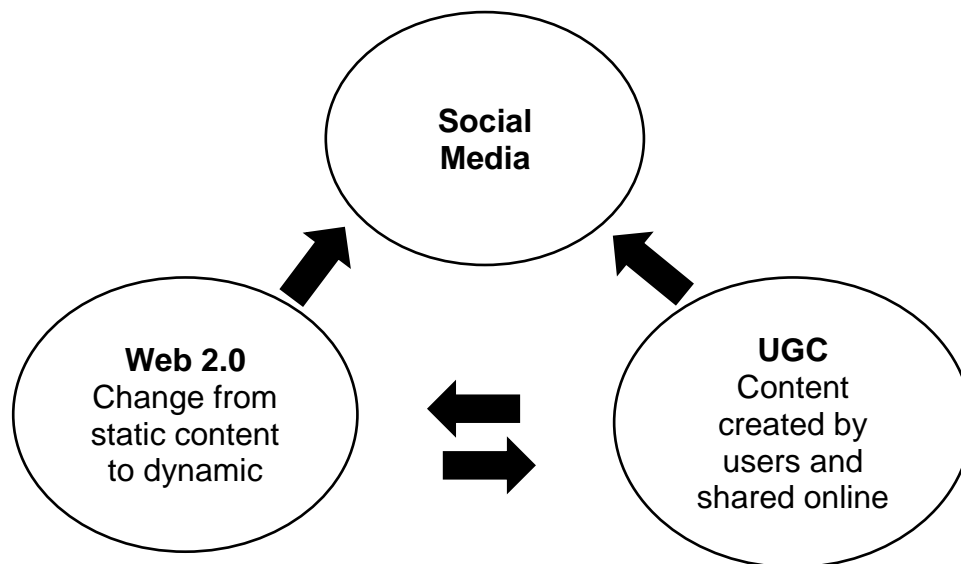 Social
Media
Web 2.0
Change from
static content
to dynamic
UGC
Content
created by
users and
shared online